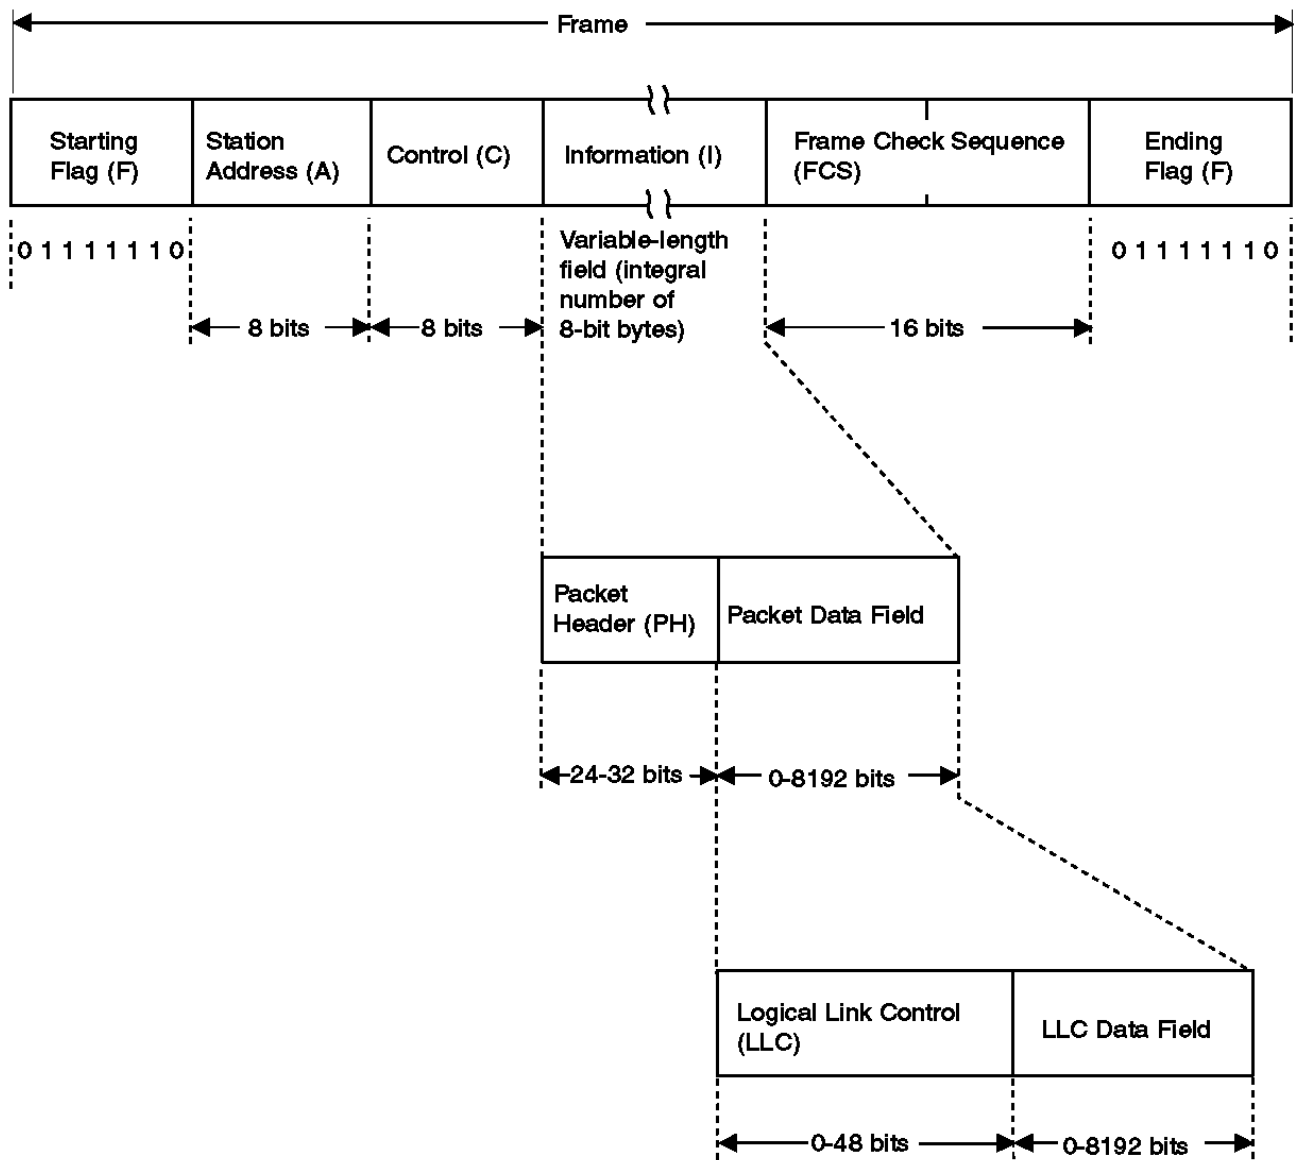 Frame
Starting
Flag (F)
Station
Address (A)
Control (C)
Information (I)
Frame Check Sequence
(FCS)
Ending
Flag (F)
0 1 1 1 1 1 1 0
Variable-length
field (integral
number of
8-bit bytes)
0 1 1 1 1 1 1 0
8 bits
8 bits
16 bits
Packet
Header (PH)
Packet Data Field
24-32 bits
0-8192 bits
Logical Link Control
(LLC)
LLC Data Field
0-48 bits
0-8192 bits